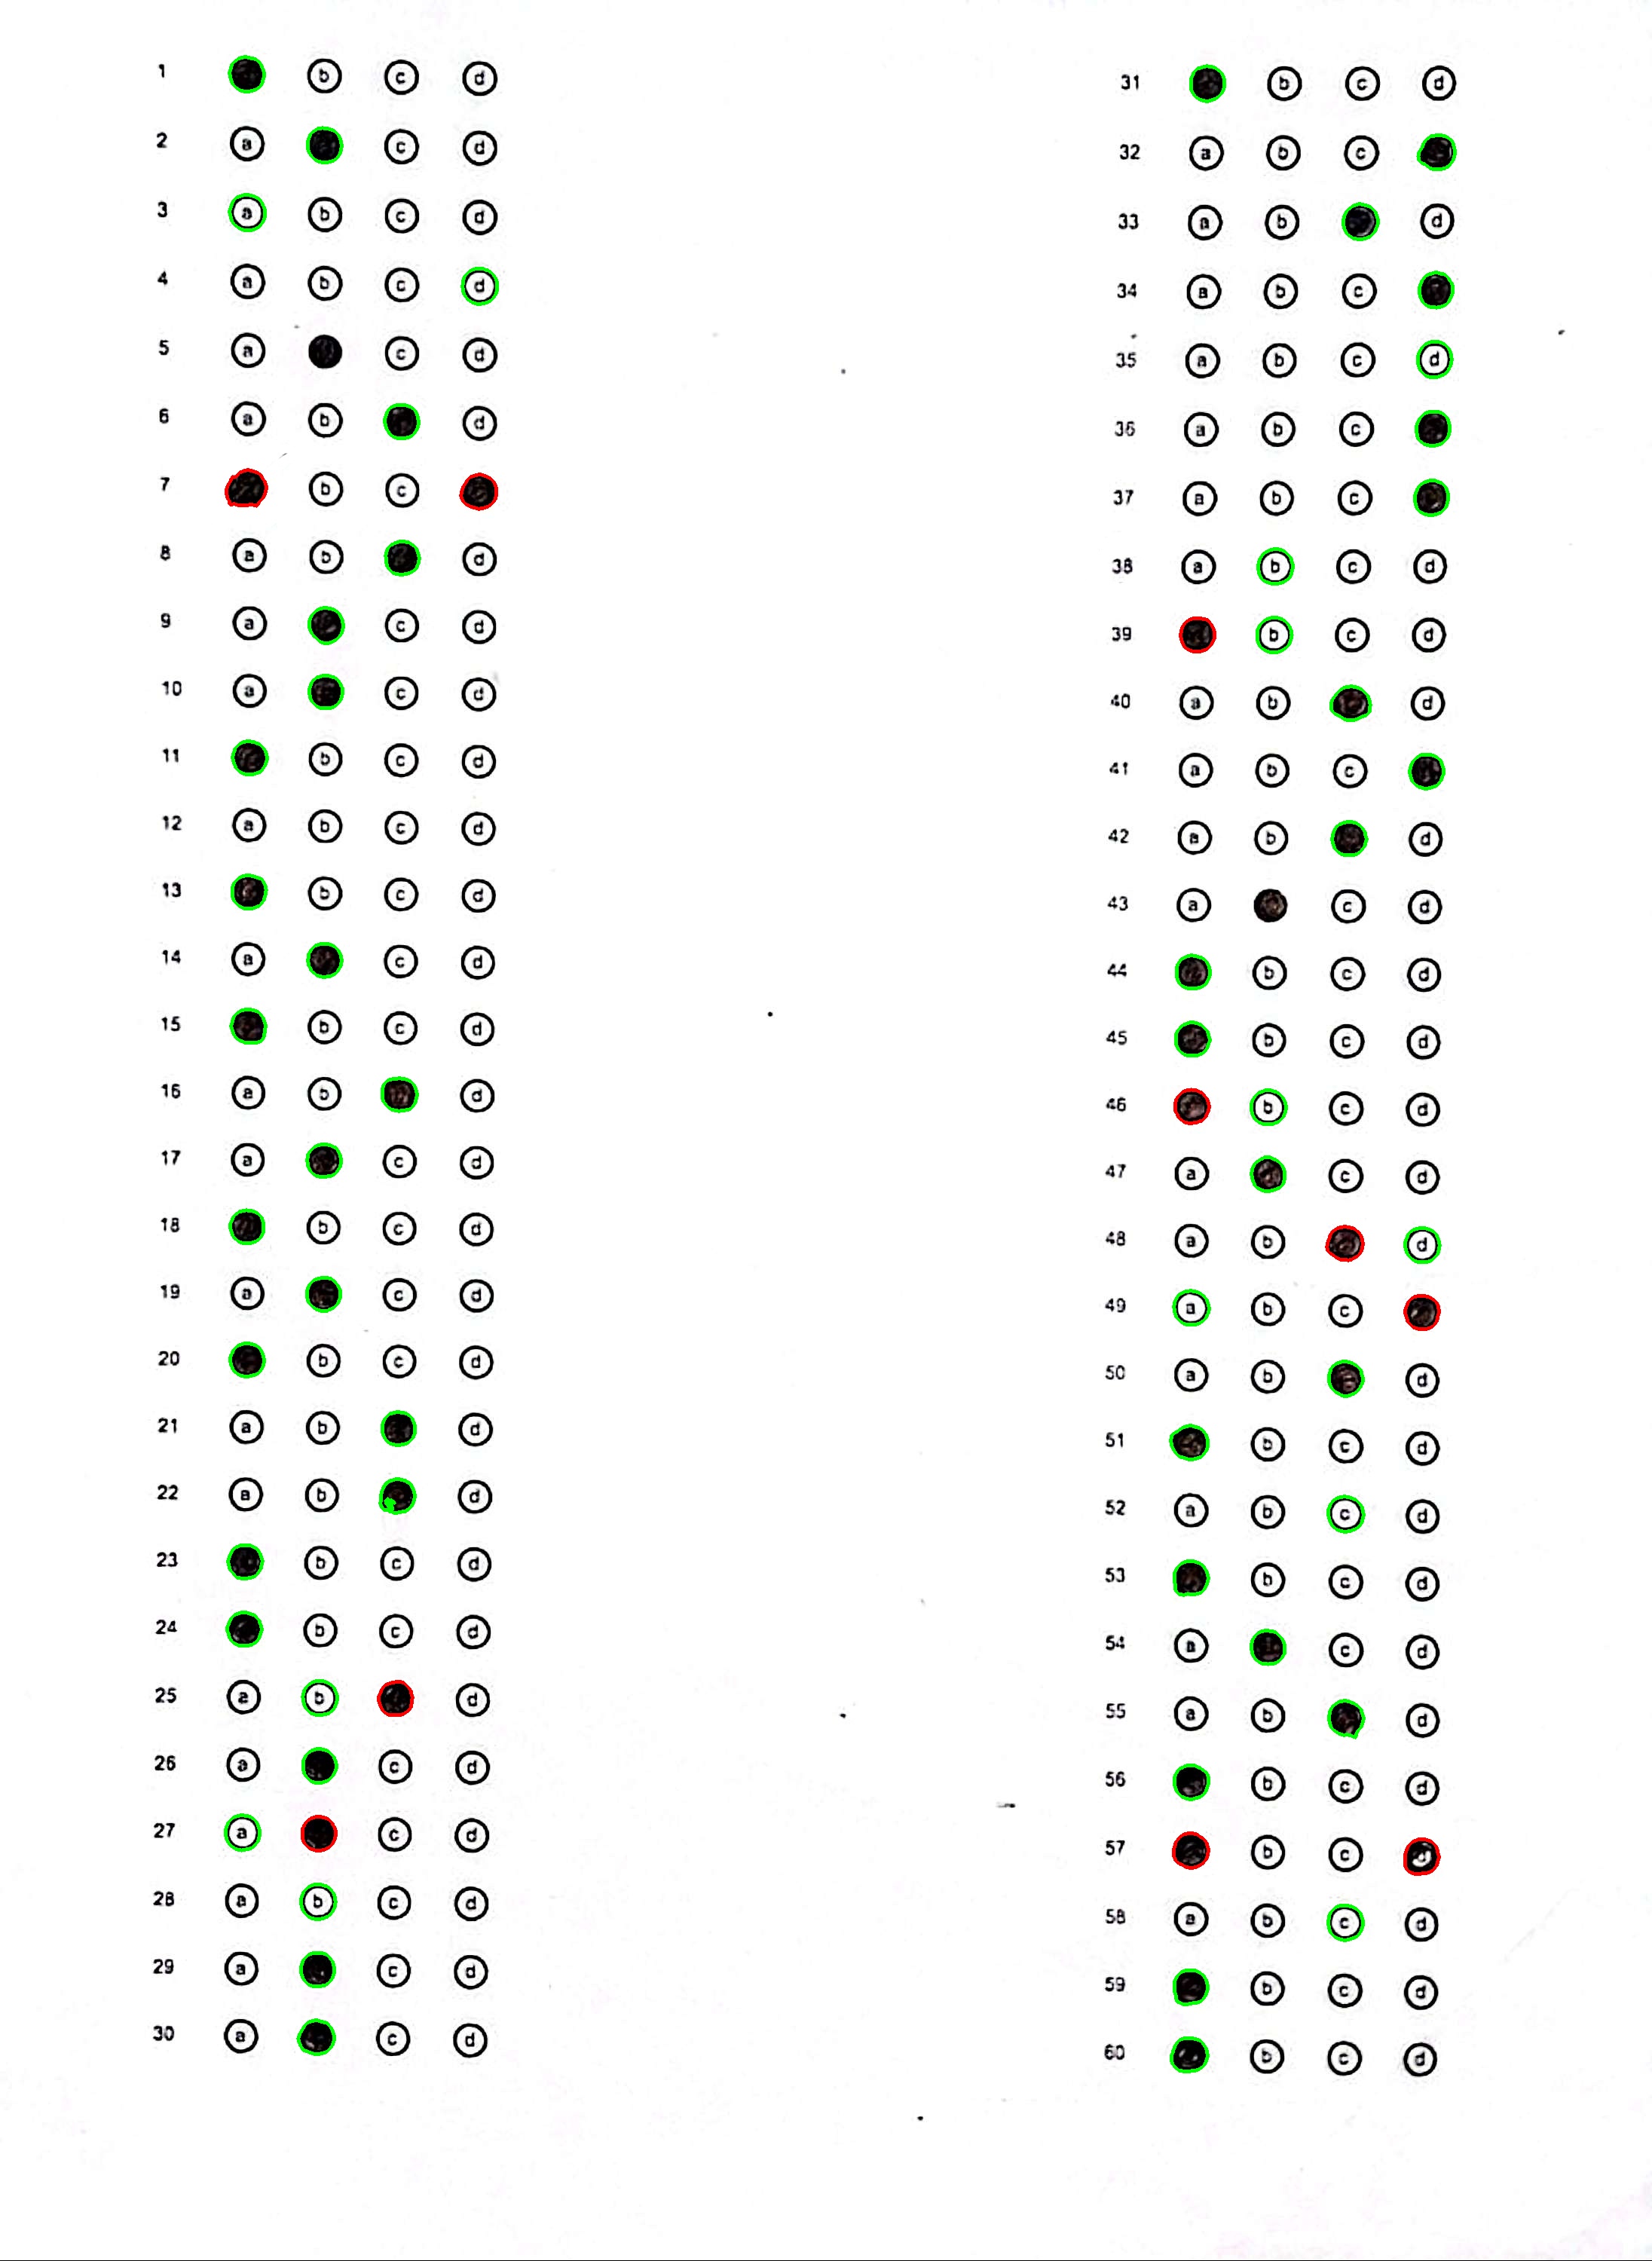 1 b c d
2 a c d
3 a b c d
4 a b c d
5 a c d
6 a b d
7 b c
8 a b d
9 a c d
10 a c d
11 b c d
12 a b c d
13 b c d
14 a c d
15 b c d
16 a b d
17 a c d
18 b c d
19 a c d
20 b c d
21 a b d
22 a b d
23 b c d
24 b c d
25 a b d
26 a c d
27 a c d
28 a b c d
29 a c d
30 a c d
31 b c d
32 a b c
33 a b d
34 a b c
35 a b c d
36 a b c
37 a b c
38 a b c d
39 b c d
40 a b d
41 a b c
42 a b d
43 a c d
44 b c d
45 b c d
46 b c d
47 a c d
48 a b d
49 a b c
50 a b d
51 b c d
52 a b c d
53 b c d
54 a c d
55 a b d
56 b c d
57 b c d
58 a b c d
59 b c d
60 b c d